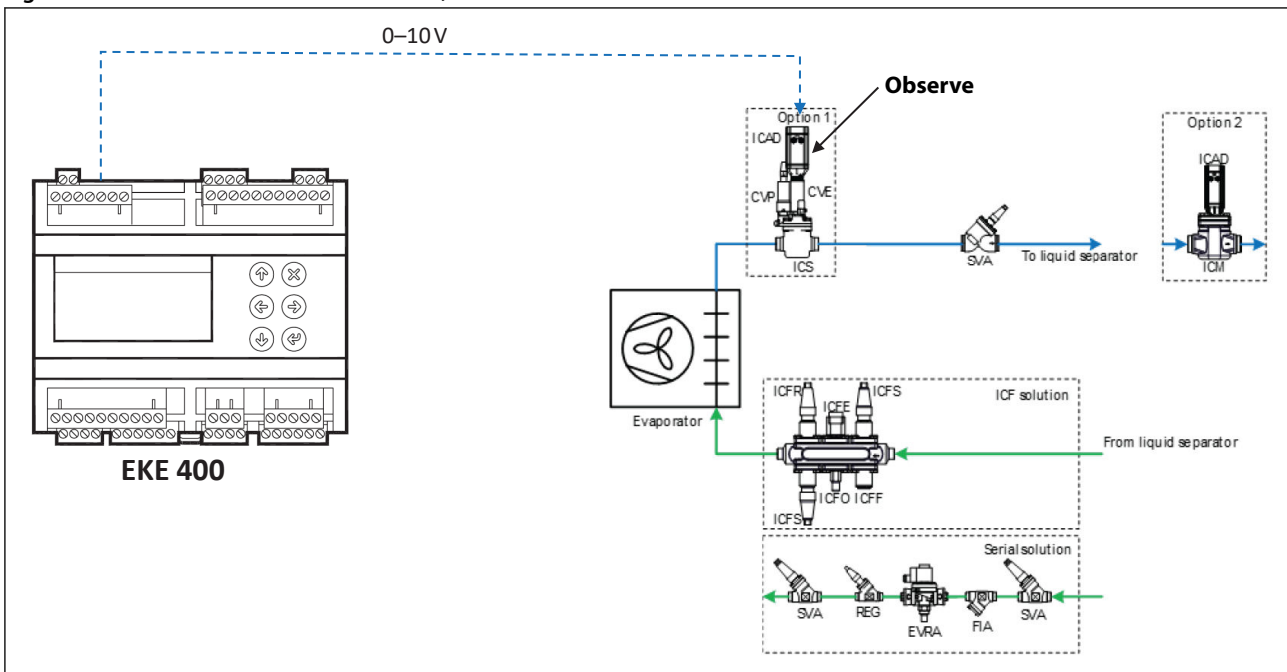 0–10 V
Observe
Option 1
ICAD
CVP
CVE
ICS
SVA
To liquid separator
Option 2
ICAD
ICM
EKE 400
Evaporator
ICF solution
ICFR
ICFE
ICFS
From liquid separator
ICFO
ICFF
ICFS
Serial solution
SVA
REG
EVRA
FIA
SVA